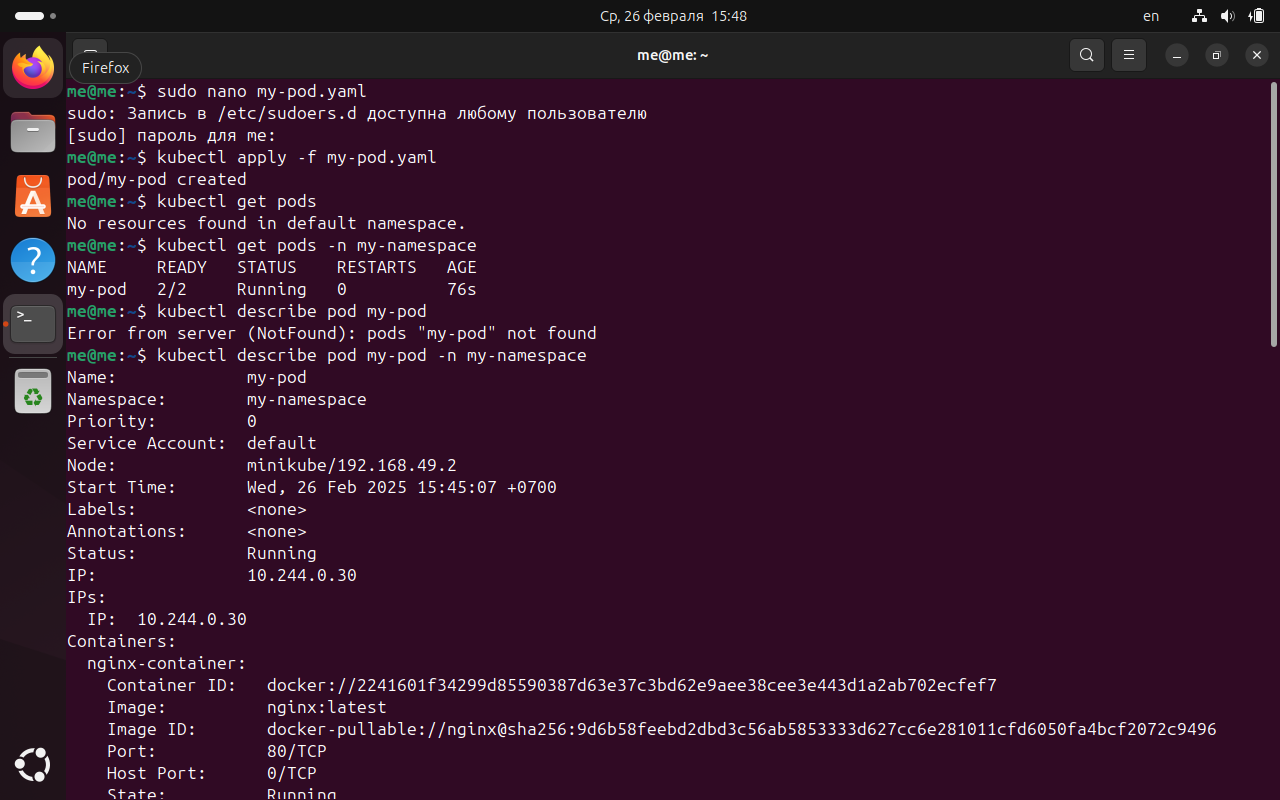 Ср, 26 февраля 15:48
en
Firefox
me@me: ~
me@me:~$ sudo nano my-pod.yaml
sudo: Запись в /etc/sudoers.d доступна любому пользователю
[sudo] пароль для me:
me@me:~$ kubectl apply -f my-pod.yaml
pod/my-pod created
me@me:~$ kubectl get pods
No resources found in default namespace.
me@me:~$ kubectl get pods -n my-namespace
NAME     READY   STATUS    RESTARTS   AGE
my-pod   2/2     Running   0          76s
me@me:~$ kubectl describe pod my-pod
Error from server (NotFound): pods "my-pod" not found
me@me:~$ kubectl describe pod my-pod -n my-namespace
Name:             my-pod
Namespace:        my-namespace
Priority:         0
Service Account:  default
Node:             minikube/192.168.49.2
Start Time:       Wed, 26 Feb 2025 15:45:07 +0700
Labels:           <none>
Annotations:      <none>
Status:           Running
IP:               10.244.0.30
IPs:
  IP:  10.244.0.30
Containers:
  nginx-container:
    Container ID:   docker://2241601f34299d85590387d63e37c3bd62e9aee38cee3e443d1a2ab702ecfef7
    Image:          nginx:latest
    Image ID:       docker-pullable://nginx@sha256:9d6b58feebd2dbd3c56ab5853333d627cc6e281011cfd6050fa4bcf2072c9496
    Port:           80/TCP
    Host Port:      0/TCP
    State:          Running